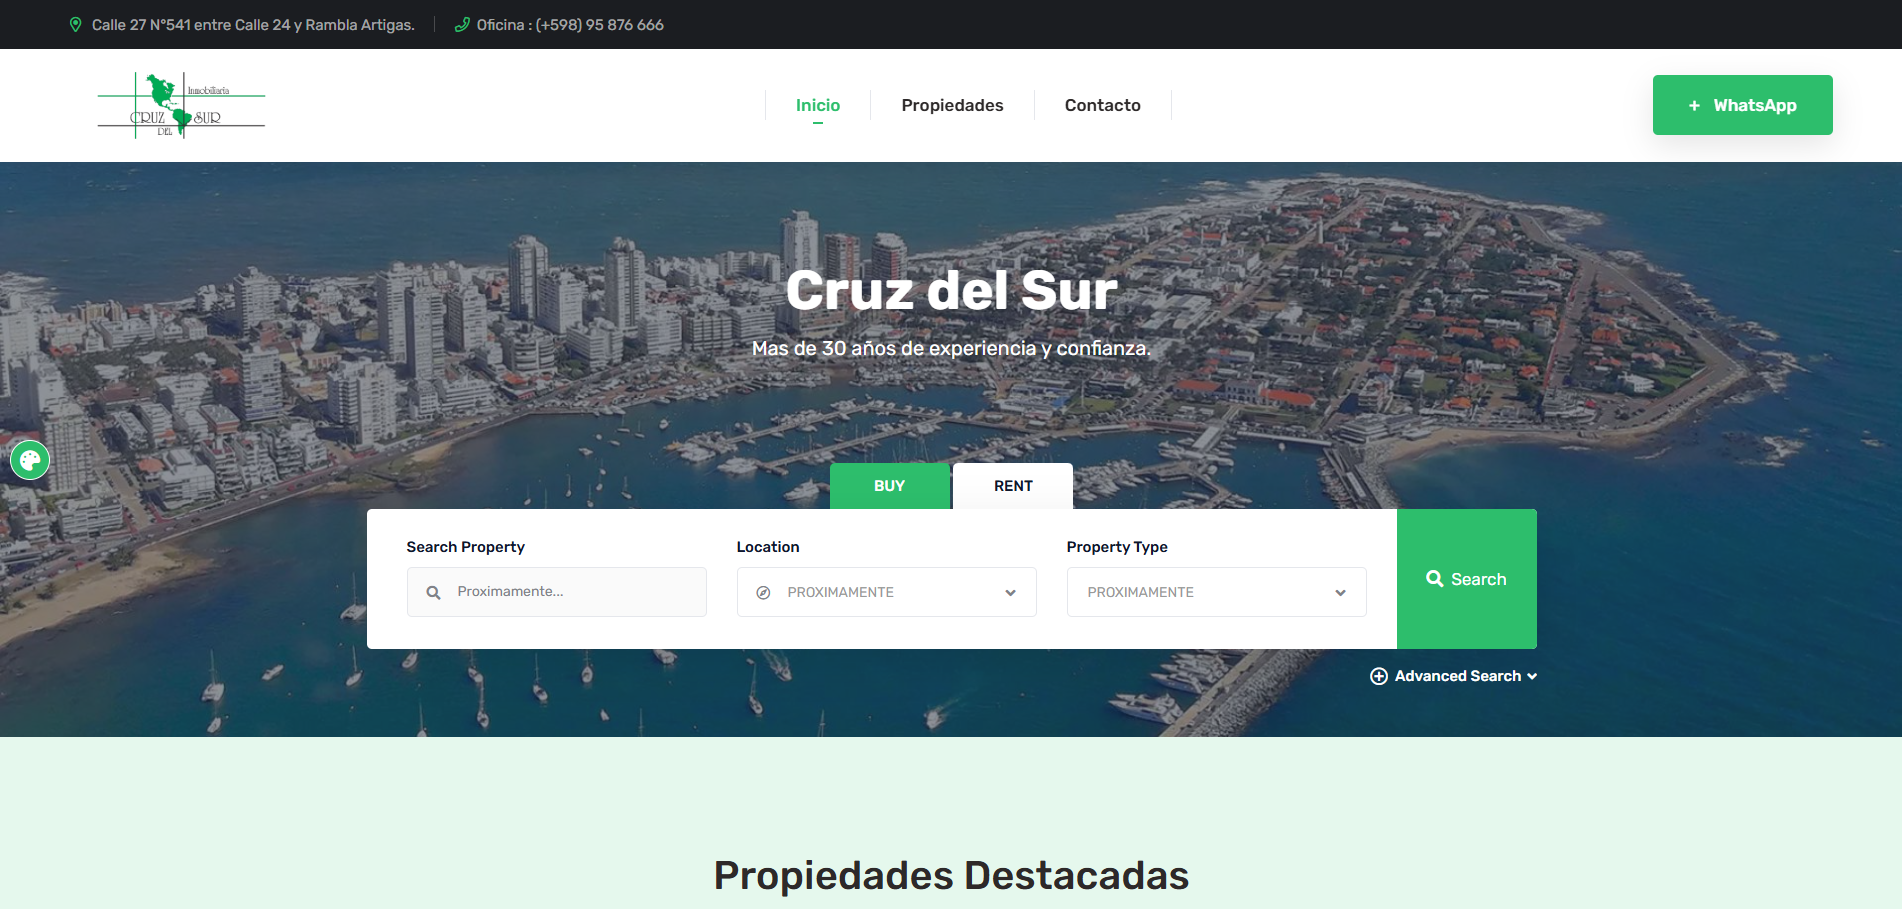 Calle 27 N°541 entre Calle 24 y Rambla Artigas.
Oficina : (+598) 95 876 666
Inmobiliaria
CRUZ SUR
DEL
Inicio
Propiedades
Contacto
+ WhatsApp
Cruz del Sur
Mas de 30 años de experiencia y confianza.
BUY
RENT
Search Property
Location
Property Type
Proximamente...
PROXIMAMENTE
PROXIMAMENTE
Search
Advanced Search
Propiedades Destacadas